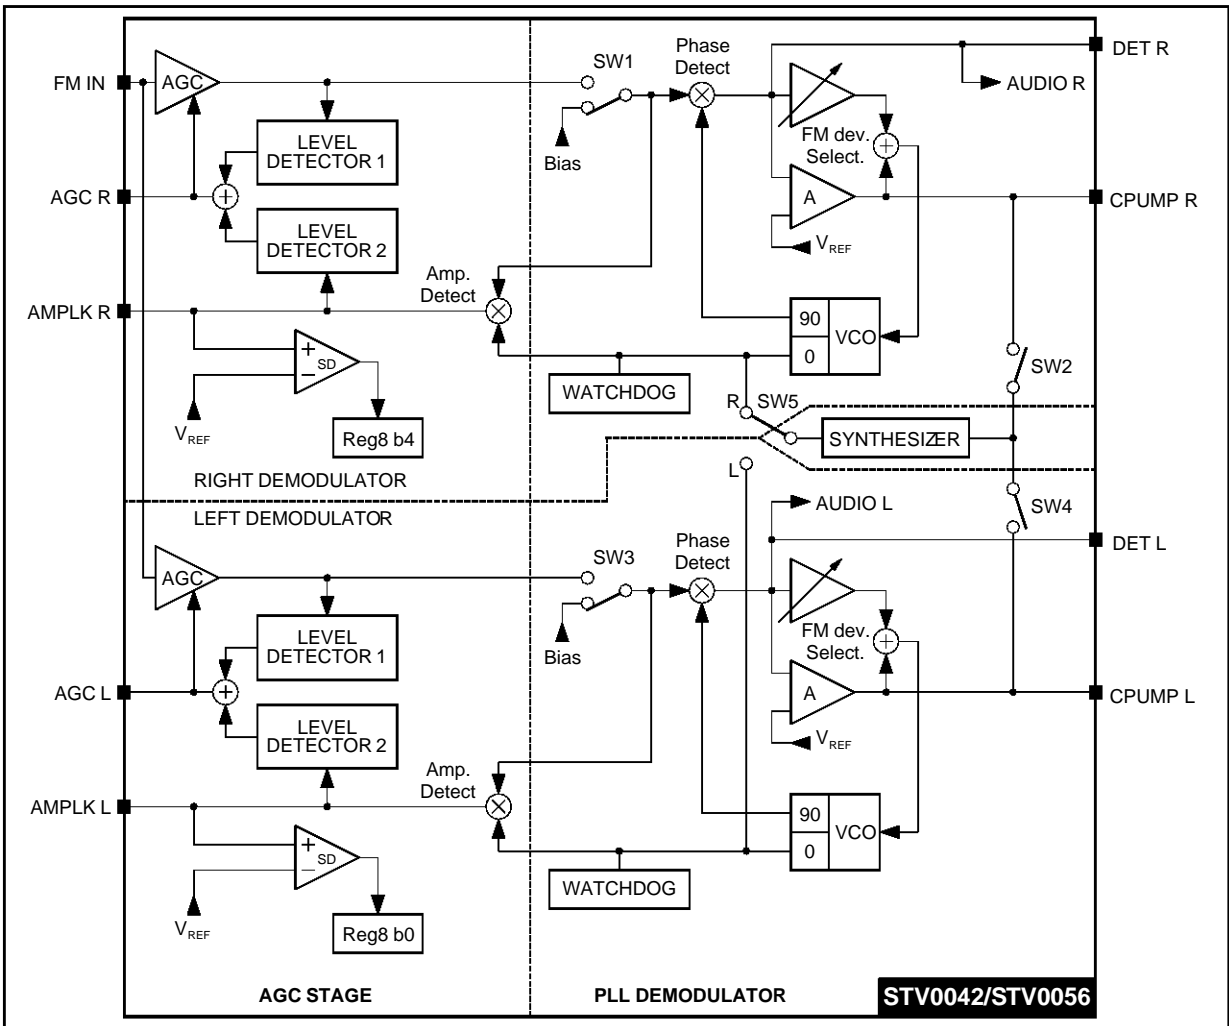 DET R
Phase
Detect
SW1
FM IN
AGC
AUDIO R
LEVEL
DETECTOR 1
Bias
FM dev.
Select.
AGC R
A
CPUMP R
LEVEL
DETECTOR 2
VREF
Amp.
Detect
AMPLK R
90
0
VCO
SD
WATCHDOG
SW2
VREF
Reg8 b4
R
SW5
SYNTHESIZER
RIGHT DEMODULATOR
L
LEFT DEMODULATOR
AUDIO L
SW4
Phase
Detect
DET L
SW3
AGC
LEVEL
DETECTOR 1
Bias
FM dev.
Select.
AGC L
A
CPUMP L
LEVEL
DETECTOR 2
VREF
Amp.
Detect
AMPLK L
90
0
VCO
SD
WATCHDOG
VREF
Reg8 b0
AGC STAGE
PLL DEMODULATOR
STV0042/STV0056